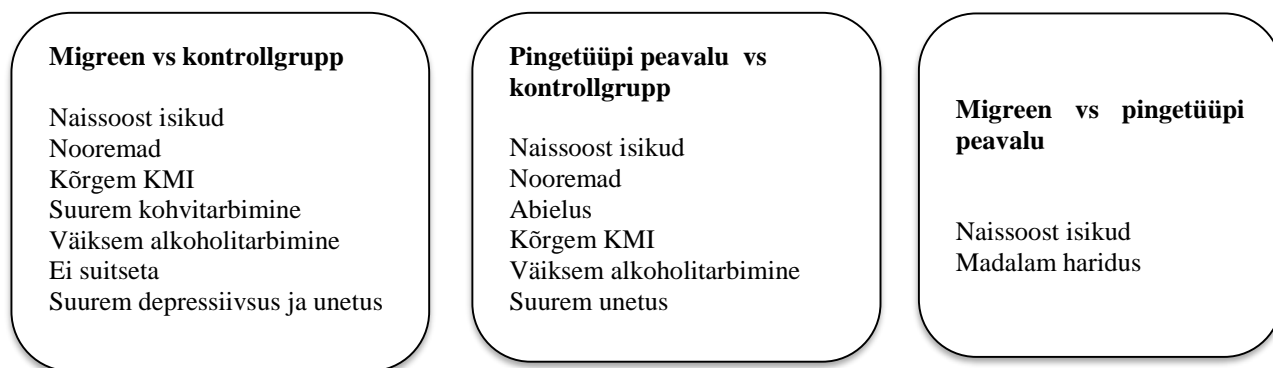 Migreen vs kontrollgrupp
Naissoost isikud
Nooremad
Kõrgem KMI
Suurem kohvitarbimine
Väiksem alkoholitarbimine
Ei suitseta
Suurem depressiivsus ja unetus
Pingetüüpi peavalu vs
kontrollgrupp
Naissoost isikud
Nooremad
Abielus
Kõrgem KMI
Väiksem alkoholitarbimine
Suurem unetus
Migreen vs pingetüüpi
peavalu
Naissoost isikud
Madalam haridus